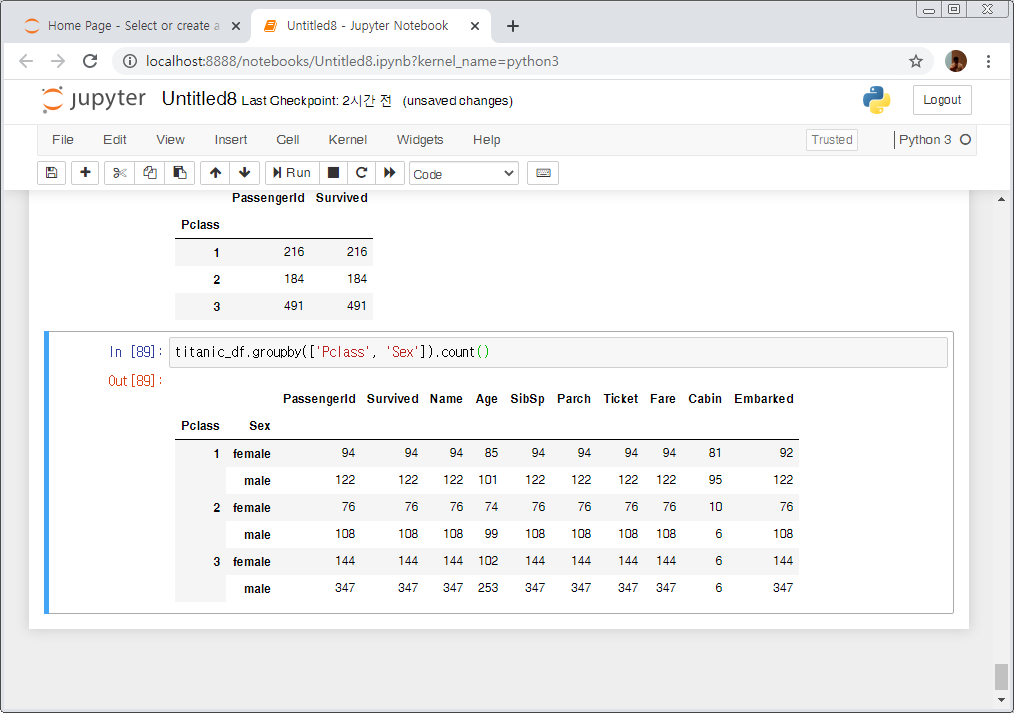 Home Page - Select or create a
Untitled8 - Jupyter Notebook
localhost:8888/notebooks/Untitled8.ipynb?kernel_name=python3
jupyter Untitled8 Last Checkpoint: 2시간 전 (unsaved changes)
Logout
File Edit View Insert Cell Kernel Widgets Help Trusted Python 3
Run Code
PassengerId Survived
Pclass
1 216 216
2 184 184
3 491 491
In [89]: titanic_df.groupby(['Pclass', 'Sex']).count()
Out[89]:
PassengerId Survived Name Age SibSp Parch Ticket Fare Cabin Embarked
Pclass Sex
1 female 94 94 94 85 94 94 94 94 81 92
male 122 122 122 101 122 122 122 122 95 122
2 female 76 76 76 74 76 76 76 76 10 76
male 108 108 108 99 108 108 108 108 6 108
3 female 144 144 144 102 144 144 144 144 6 144
male 347 347 347 253 347 347 347 347 6 347